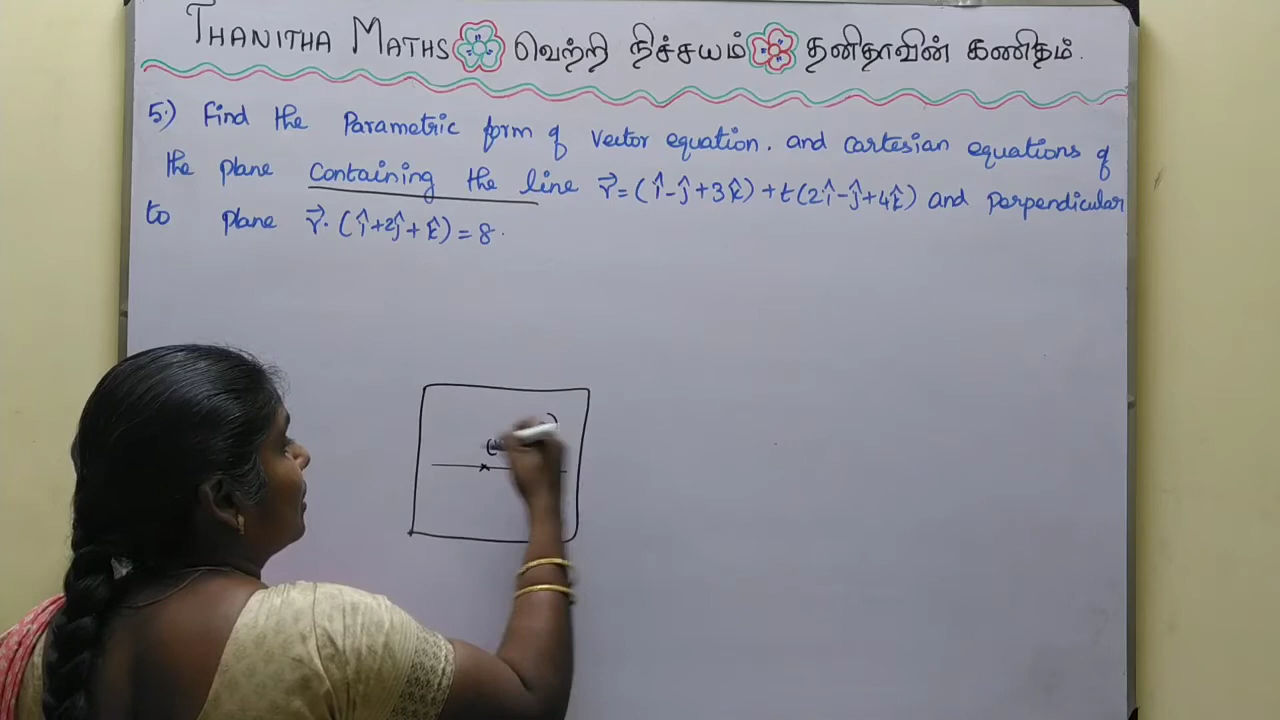 THANITHA MATHS வெற்றி நிச்சயம் தனிதாவின் கணிதம்.
5.) Find the Parametric form of vector equation. and cartesian equations of
the plane containing the line r⃗ = (î-ĵ+3k̂) + t(2î-ĵ+4k̂) and perpendicular
to plane r⃗. (î+2ĵ+k̂) = 8.